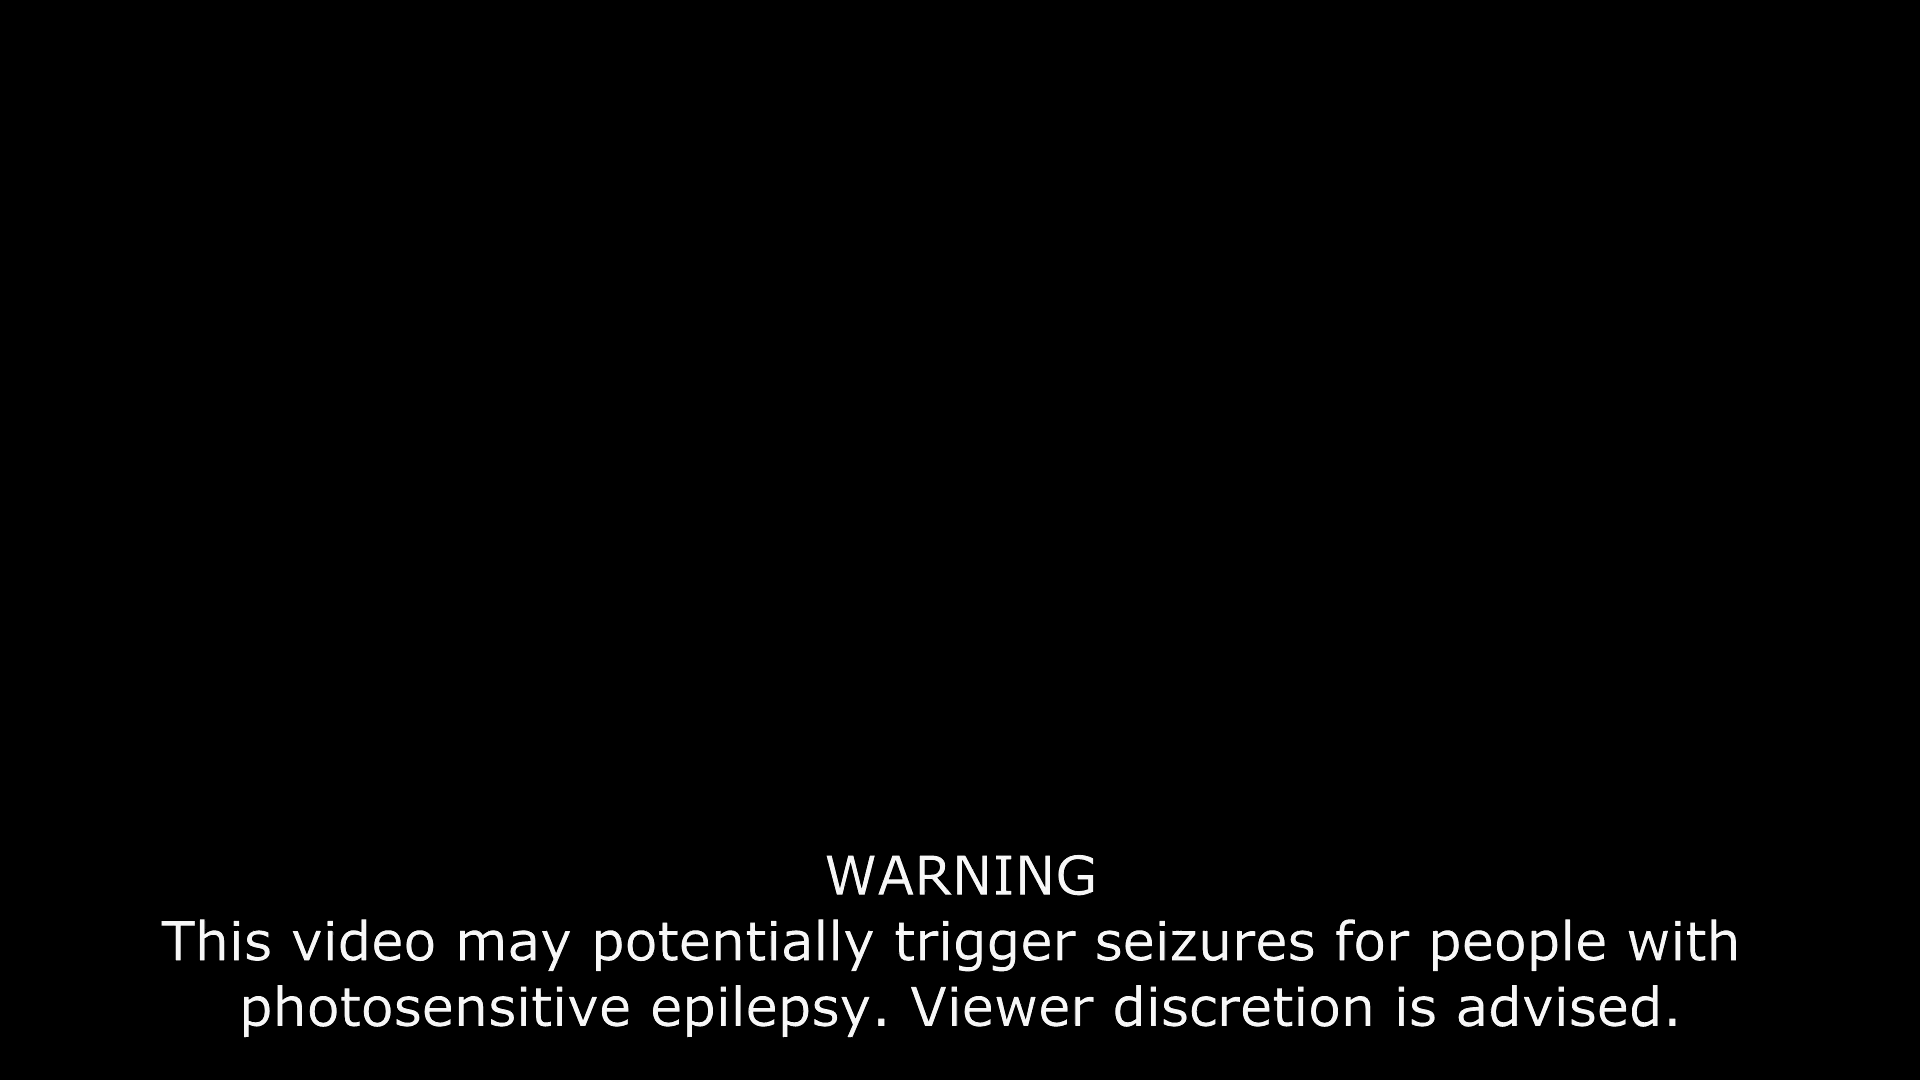 WARNING
This video may potentially trigger seizures for people with
photosensitive epilepsy. Viewer discretion is advised.